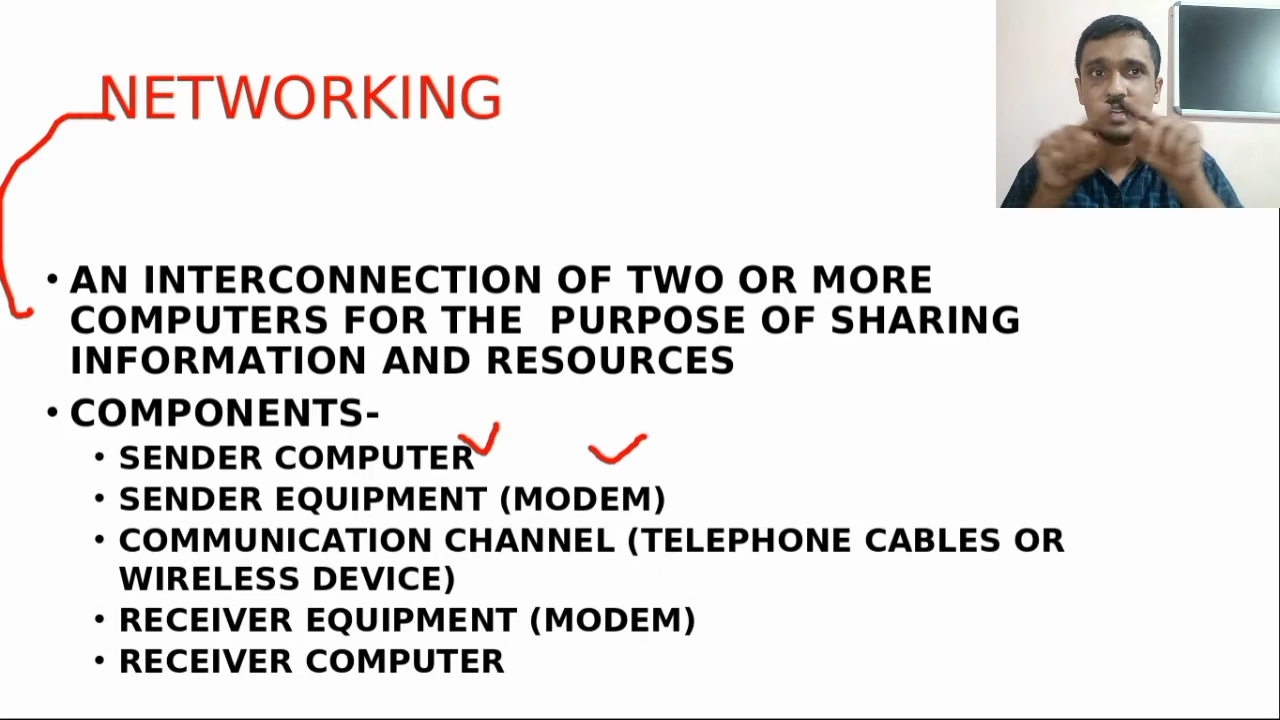 NETWORKING
• AN INTERCONNECTION OF TWO OR MORE
COMPUTERS FOR THE PURPOSE OF SHARING
INFORMATION AND RESOURCES
• COMPONENTS-
• SENDER COMPUTER
• SENDER EQUIPMENT (MODEM)
• COMMUNICATION CHANNEL (TELEPHONE CABLES OR
WIRELESS DEVICE)
• RECEIVER EQUIPMENT (MODEM)
• RECEIVER COMPUTER